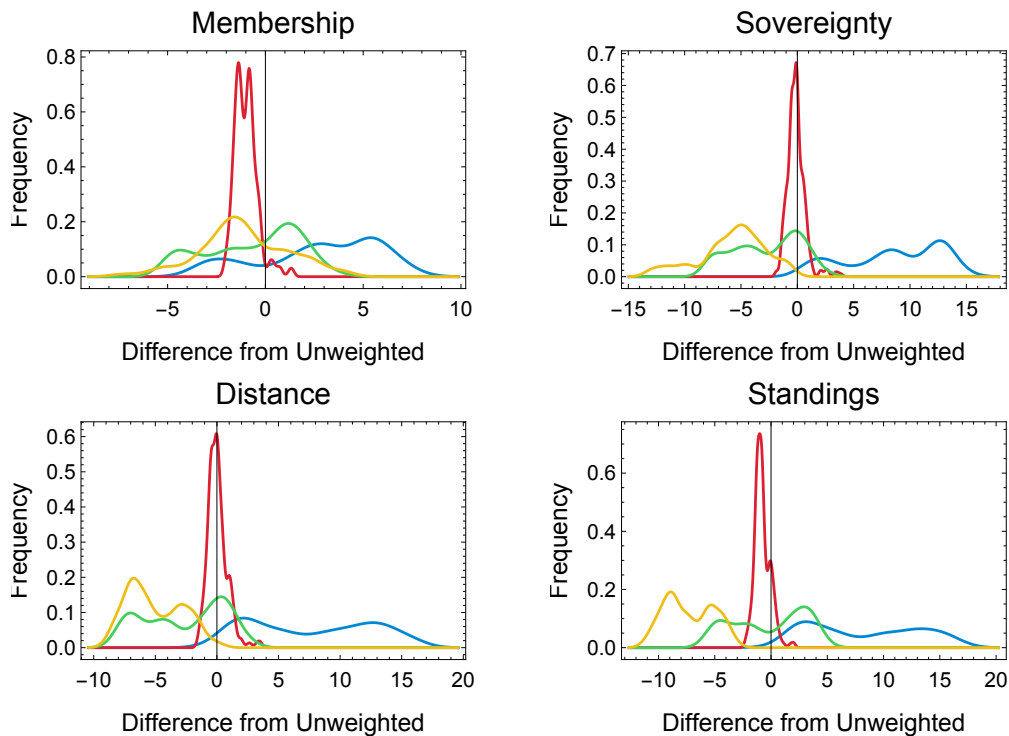 Membership
Frequency
0.8
0.6
0.4
0.2
0.0
−5 0 5 10
Difference from Unweighted
Sovereignty
Frequency
0.7
0.6
0.5
0.4
0.3
0.2
0.1
0.0
−15 −10 −5 0 5 10 15
Difference from Unweighted
Distance
Frequency
0.6
0.5
0.4
0.3
0.2
0.1
0.0
−10 −5 0 5 10 15 20
Difference from Unweighted
Standings
Frequency
0.6
0.4
0.2
0.0
−10 −5 0 5 10 15 20
Difference from Unweighted